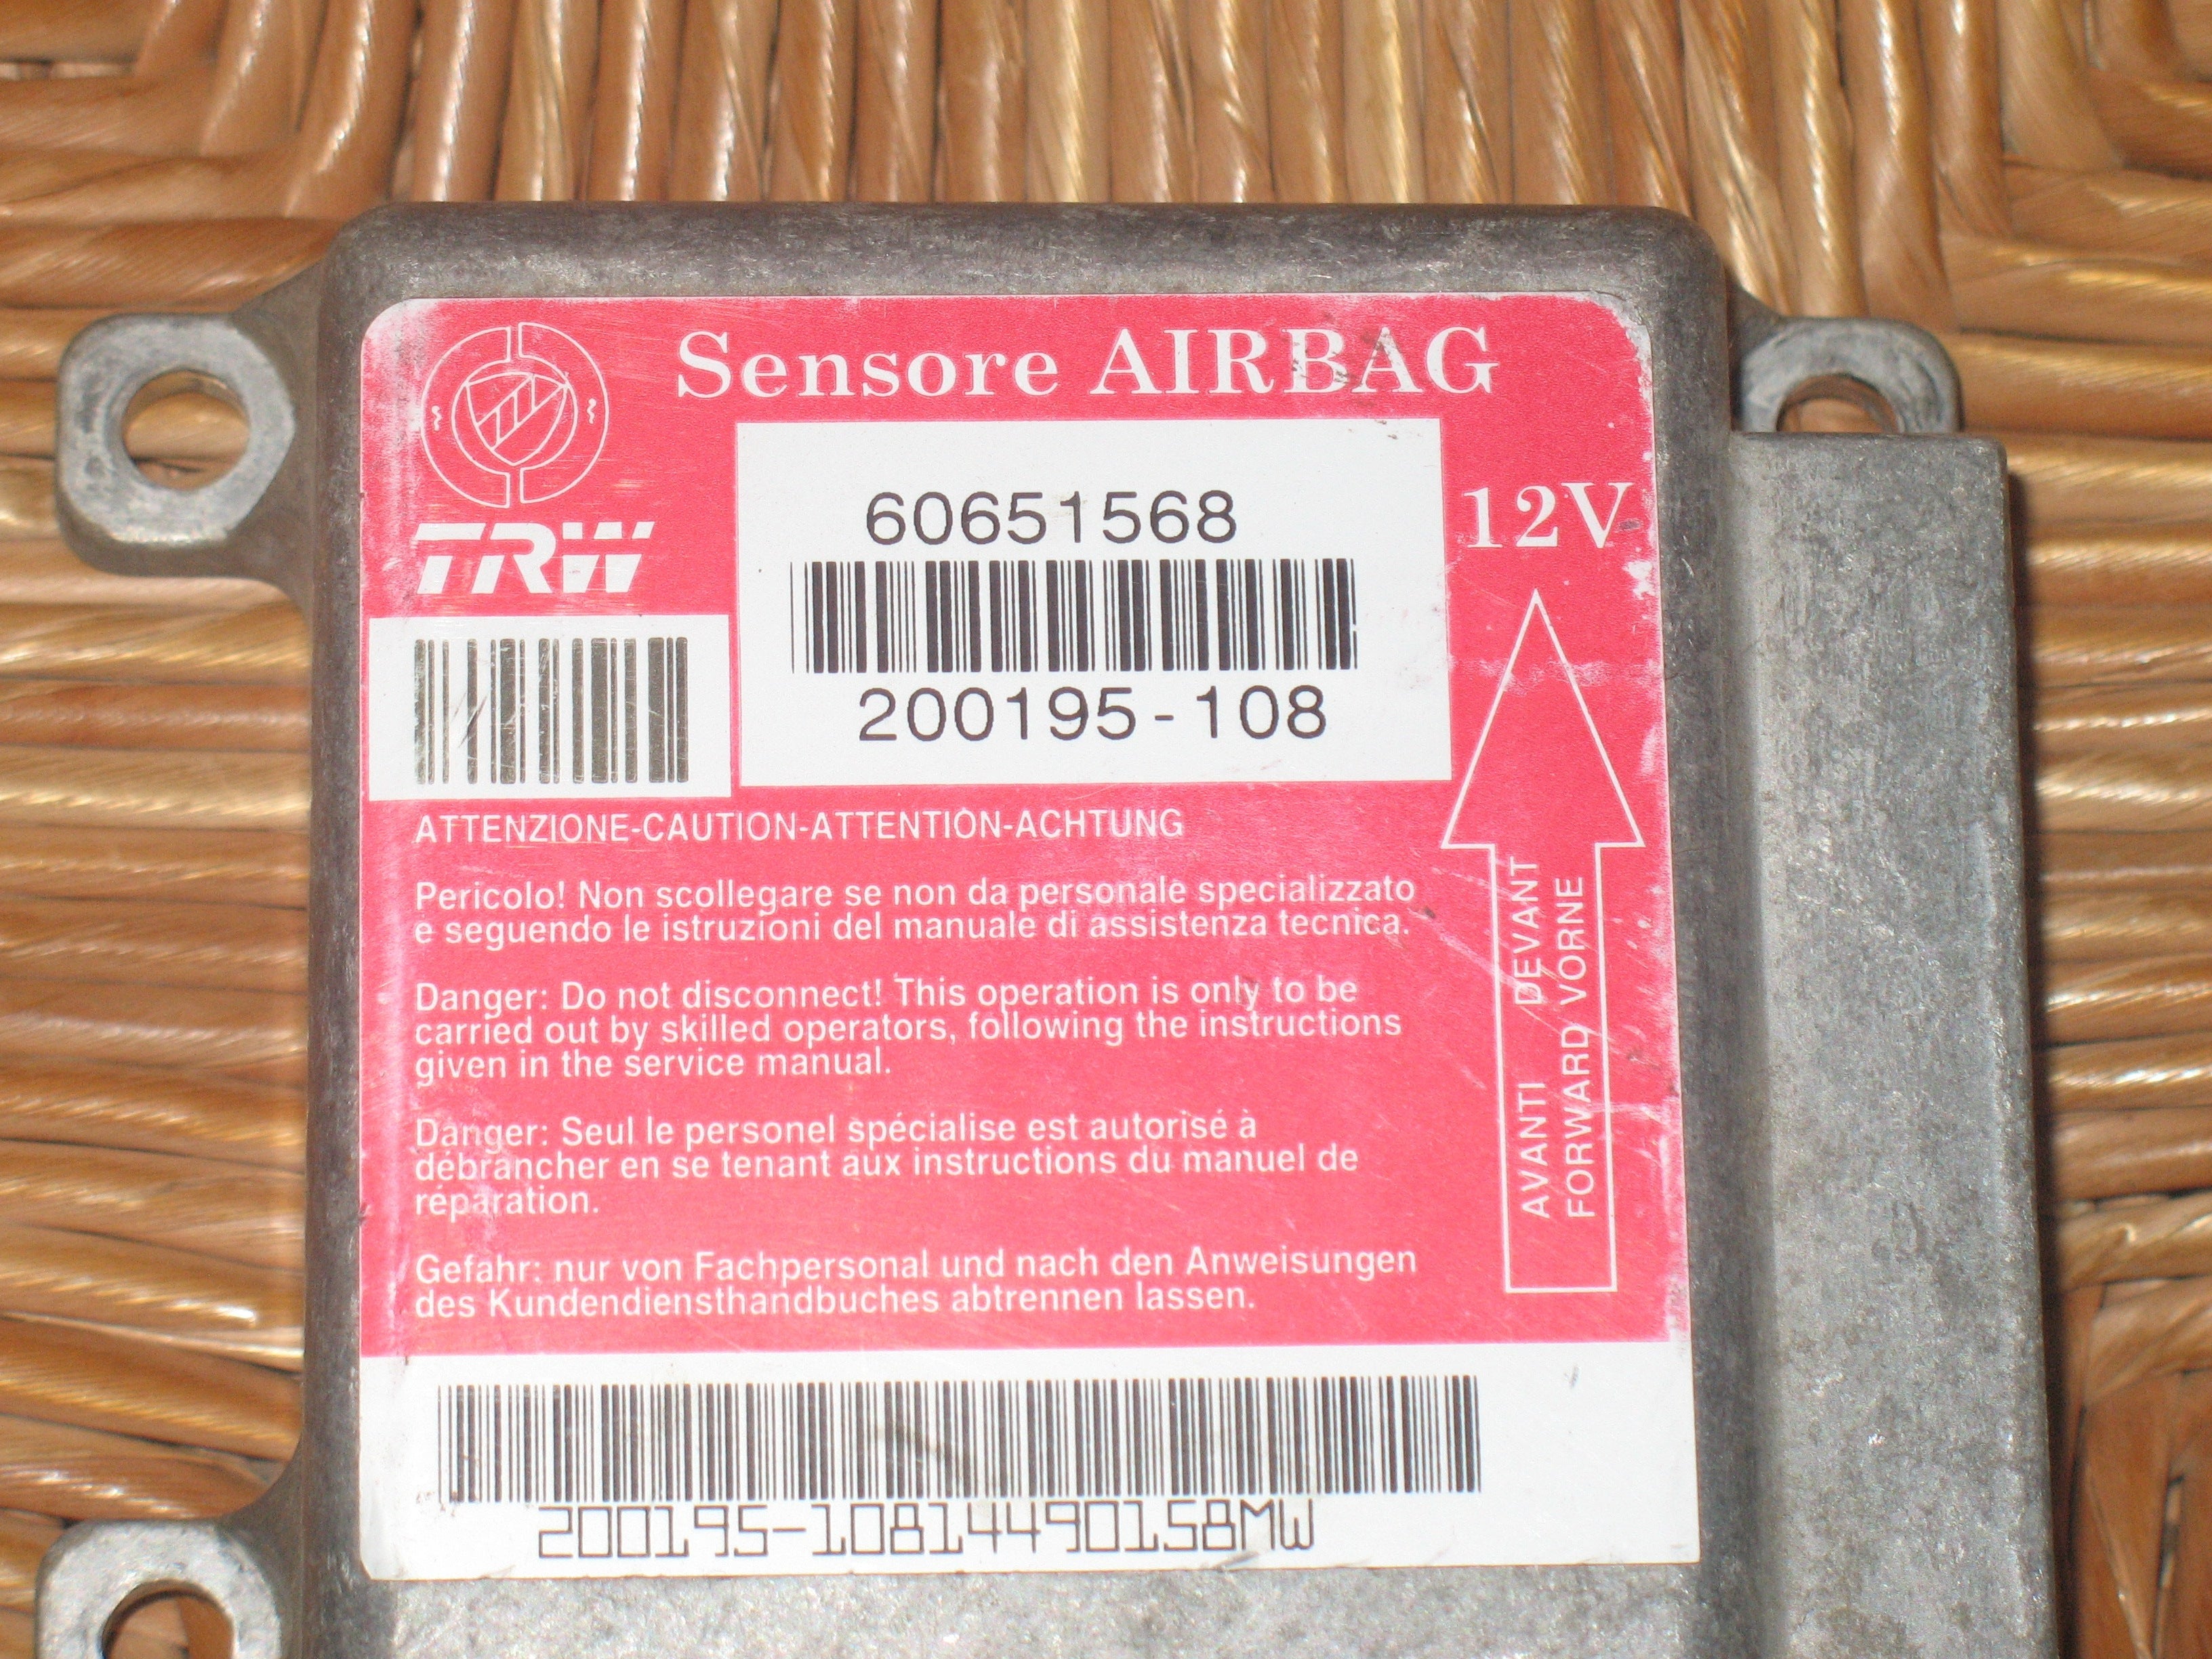 Sensore AIRBAG
TRW
60651568
12V
200195-108
ATTENZIONE-CAUTION-ATTENTION-ACHTUNG
Pericolo! Non scollegare se non da personale specializzato
e seguendo le istruzioni del manuale di assistenza tecnica.
Danger: Do not disconnect! This operation is only to be
carried out by skilled operators, following the instructions
given in the service manual.
Danger: Seul le personel spécialise est autorisé à
débrancher en se tenant aux instructions du manuel de
réparation.
Gefahr: nur von Fachpersonal und nach den Anweisungen
des Kundendiensthandbuches abtrennen lassen.
AVANTI DEVANT
FORWARD VORNE
200195-10814490158MW